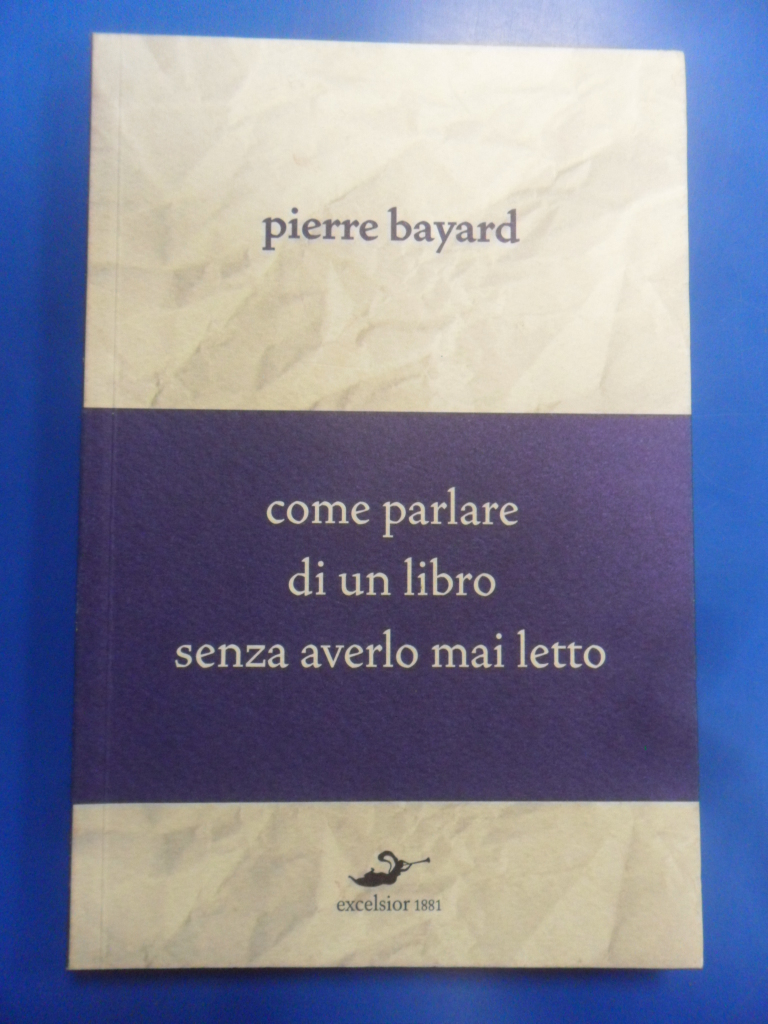 pierre bayard
come parlare
di un libro
senza averlo mai letto
excelsior 1881